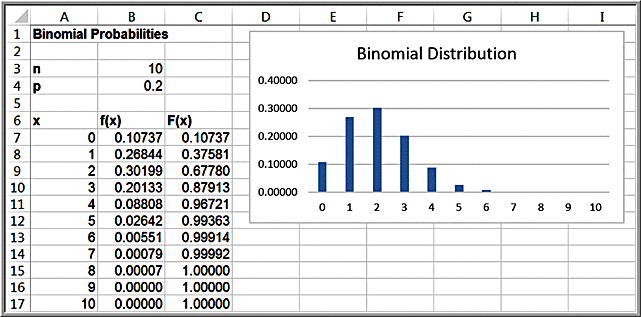 A B C D E F G H I
1 Binomial Probabilities
2
3 n 10
4 p 0.2
5
6 x f(x) F(x)
7 0 0.10737 0.10737
8 1 0.26844 0.37581
9 2 0.30199 0.67780
10 3 0.20133 0.87913
11 4 0.08808 0.96721
12 5 0.02642 0.99363
13 6 0.00551 0.99914
14 7 0.00079 0.99992
15 8 0.00007 1.00000
16 9 0.00000 1.00000
17 10 0.00000 1.00000
Binomial Distribution
0.40000
0.30000
0.20000
0.10000
0.00000
0 1 2 3 4 5 6 7 8 9 10